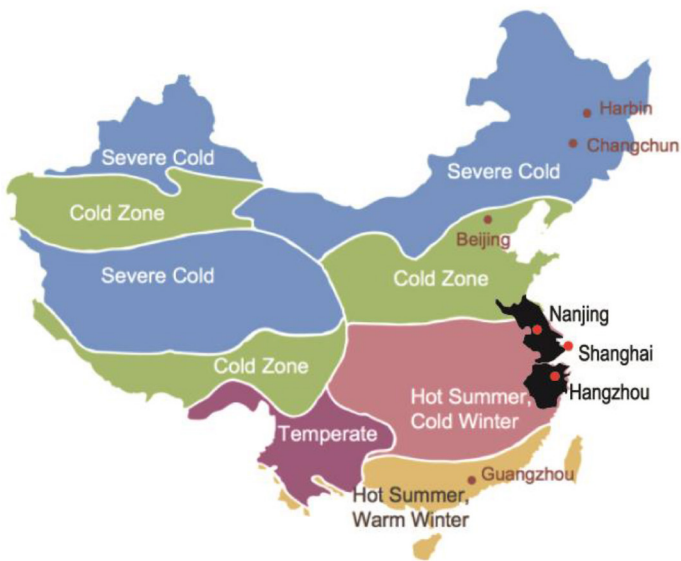 Harbin
Changchun
Severe Cold
Severe Cold
Cold Zone
Beijing
Severe Cold
Cold Zone
Nanjing
Shanghai
Cold Zone
Hot Summer,
Cold Winter
Hangzhou
Temperate
Guangzhou
Hot Summer,
Warm Winter